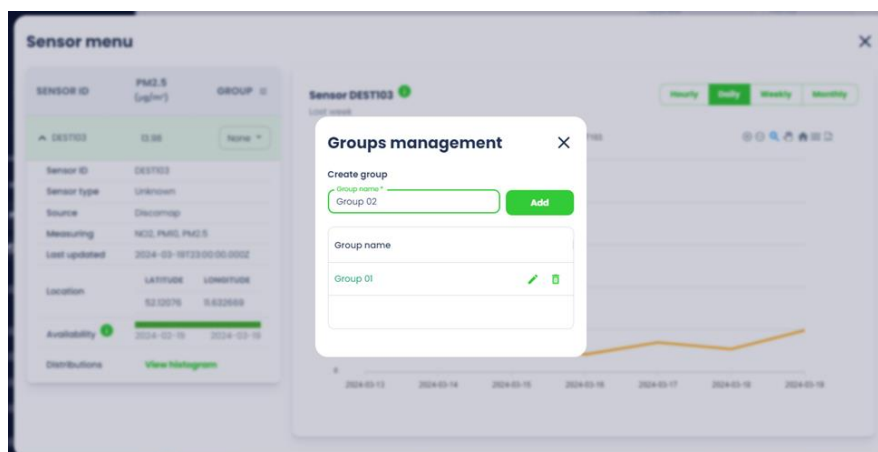 Sensor menu
SENSOR ID
PM2.5
(µg/m³)
GROUP
DEST103
13.98
None
Sensor ID
DEST103
Sensor type
Unknown
Source
Discomap
Measuring
NO2, PM10, PM2.5
Last updated
2024-03-19T23:00:00.000Z
Location
LATITUDE
LONGITUDE
52.12076
11.632688
Availability
2024-02-19
2024-03-19
Distributions
View histogram
Sensor DEST103
Last week
Hourly
Daily
Weekly
Monthly
Groups management
Create group
Group name *
Group 02
Add
Group name
Group 01
0
2024-03-13
2024-03-14
2024-03-15
2024-03-16
2024-03-17
2024-03-18
2024-03-19